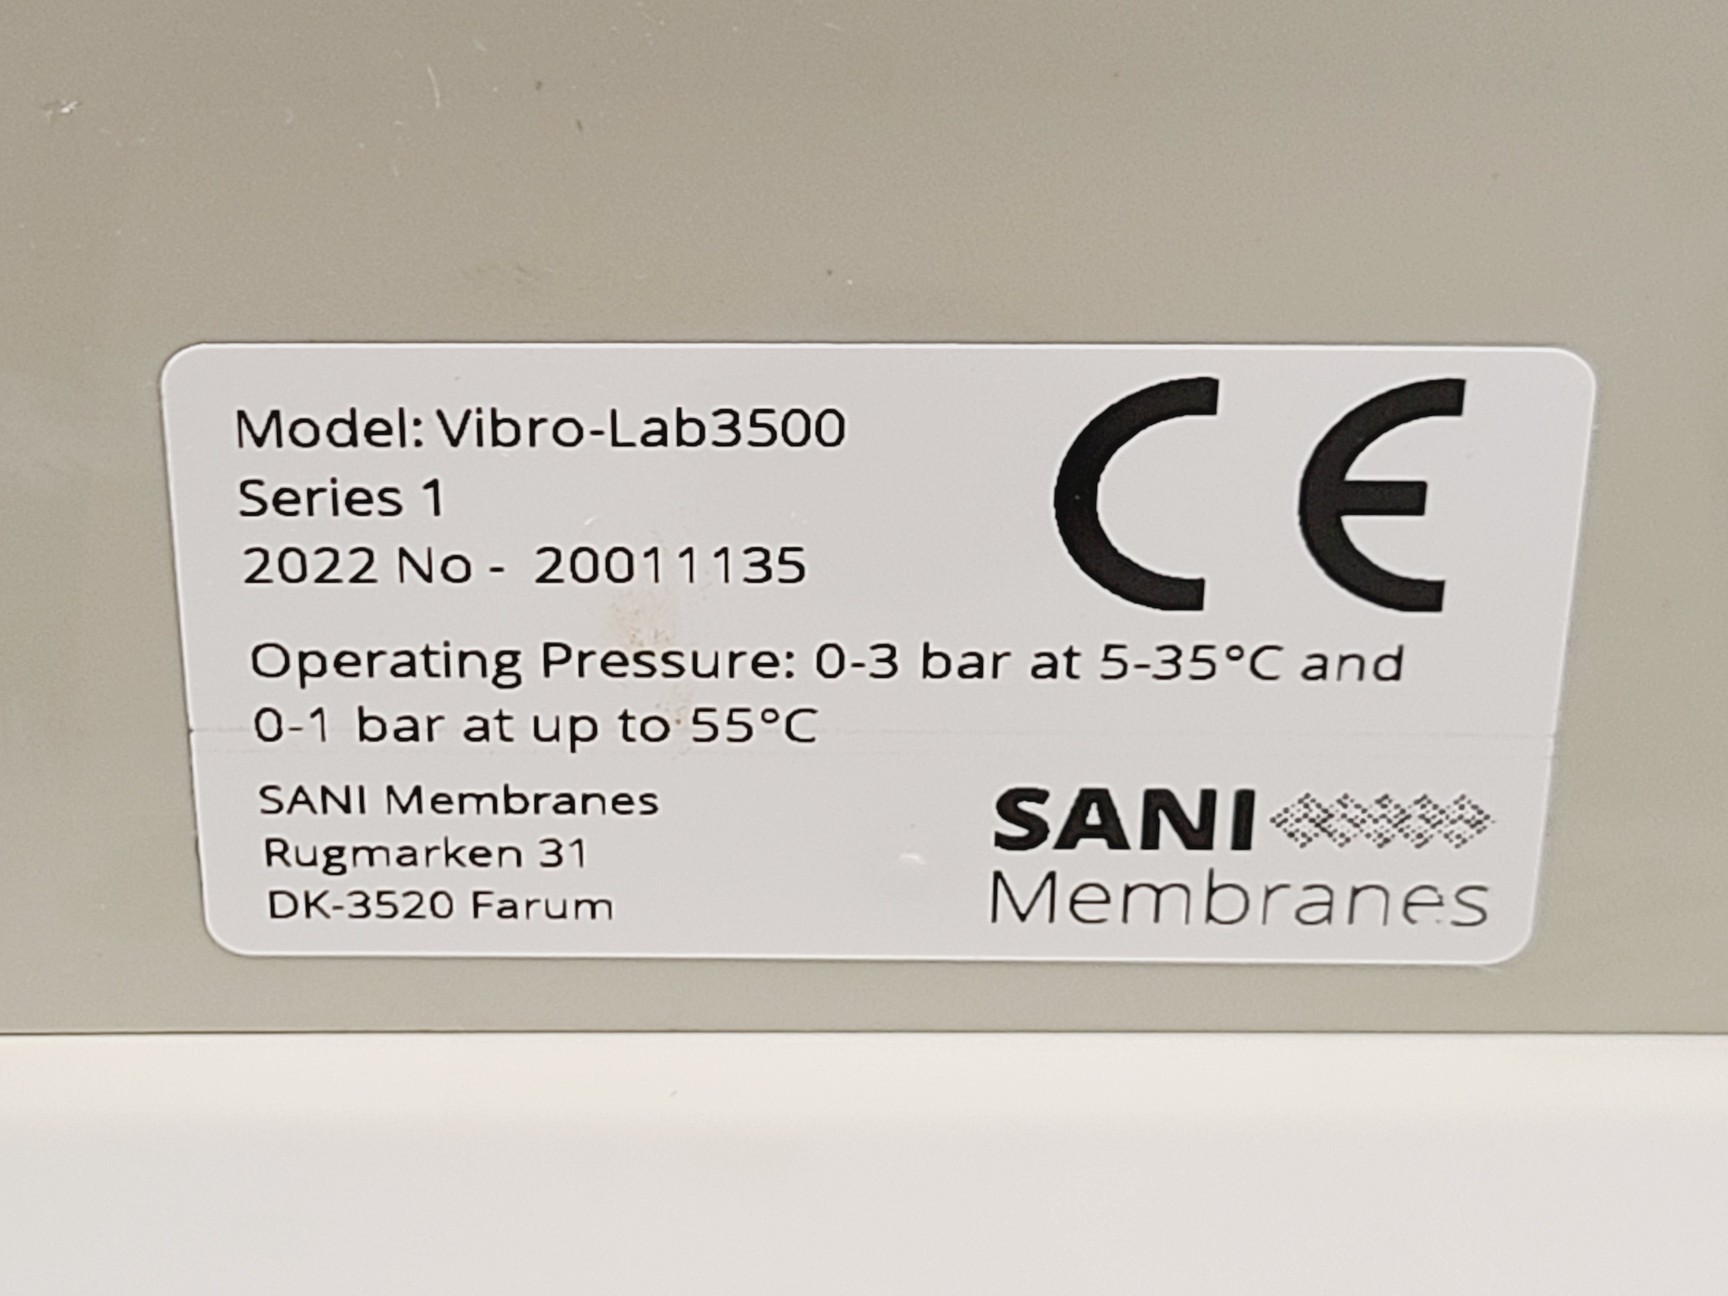 Model: Vibro-Lab3500
Series 1
2022 No - 20011135
CE
Operating Pressure: 0-3 bar at 5-35°C and
0-1 bar at up to 55°C
SANI Membranes
Rugmarken 31
DK-3520 Farum
SANI
Membranes